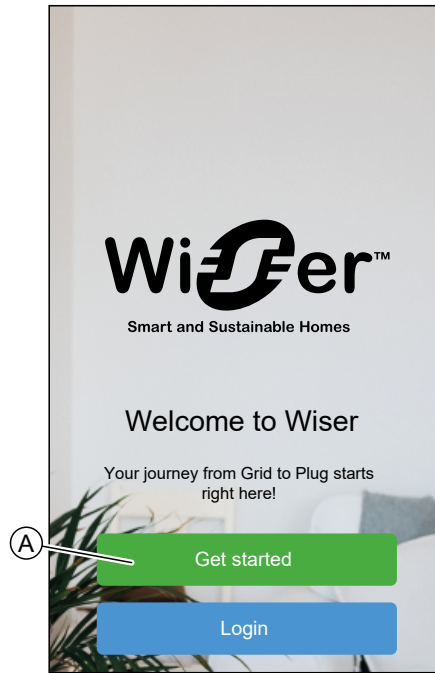 Wiser™
Smart and Sustainable Homes
Welcome to Wiser
Your journey from Grid to Plug starts
right here!
A
Get started
Login